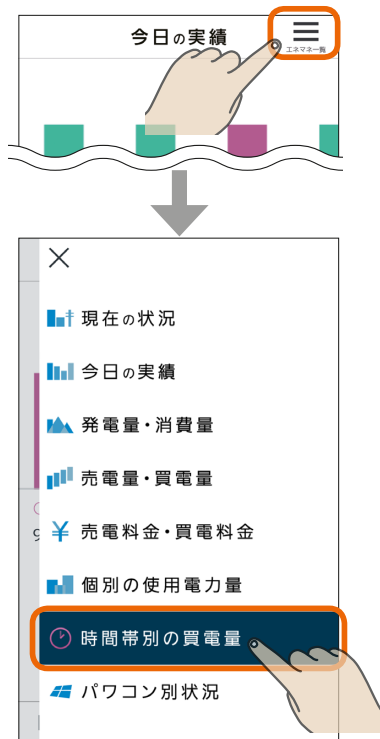 今日の実績
エネマネ一覧
現在の状況
今日の実績
発電量・消費量
売電量・買電量
¥ 売電料金・買電料金
個別の使用電力量
時間帯別の買電量
パワコン別状況